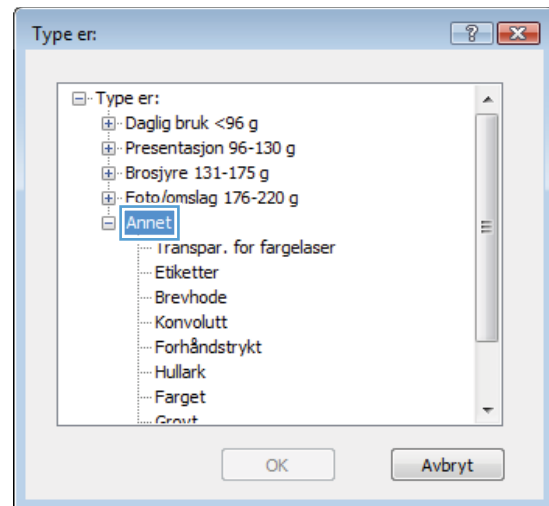 Type er:
Type er:
Daglig bruk <96 g
Presentasjon 96-130 g
Brosjyre 131-175 g
Foto/omslag 176-220 g
Annet
Transpar. for fargelaser
Etiketter
Brevhode
Konvolutt
Forhåndstrykt
Hullark
Farget
Grovt
OK
Avbryt